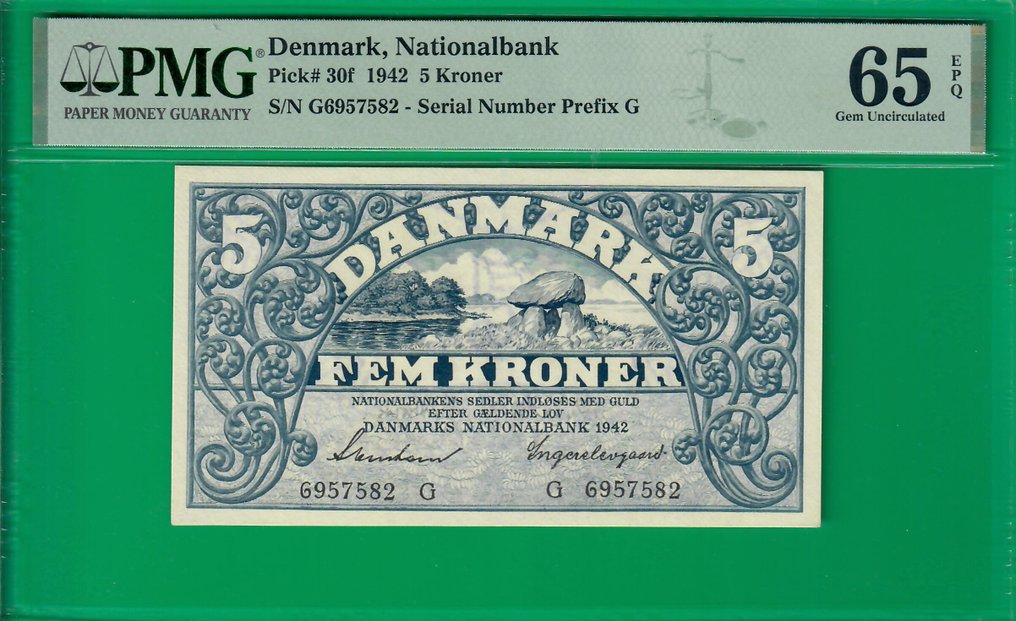 PMG®
PAPER MONEY GUARANTY
Denmark, Nationalbank
Pick# 30f 1942 5 Kroner
S/N G6957582 - Serial Number Prefix G
65 EPQ
Gem Uncirculated
5 DANMARK 5
FEM KRONER
NATIONALBANKENS SEDLER INDLØSES MED GULD
EFTER GÆLDENDE LOV
DANMARKS NATIONALBANK 1942
6957582 G G 6957582